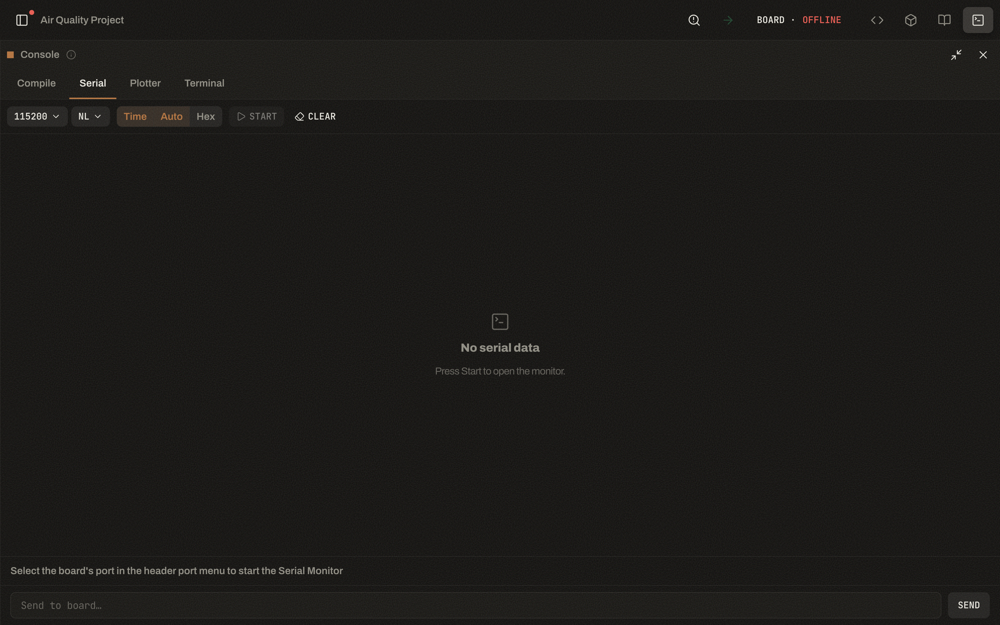 Air Quality Project
BOARD · OFFLINE
Console
Compile Serial Plotter Terminal
115200 NL Time Auto Hex START CLEAR
No serial data
Press Start to open the monitor.
Select the board's port in the header port menu to start the Serial Monitor
Send to board… SEND